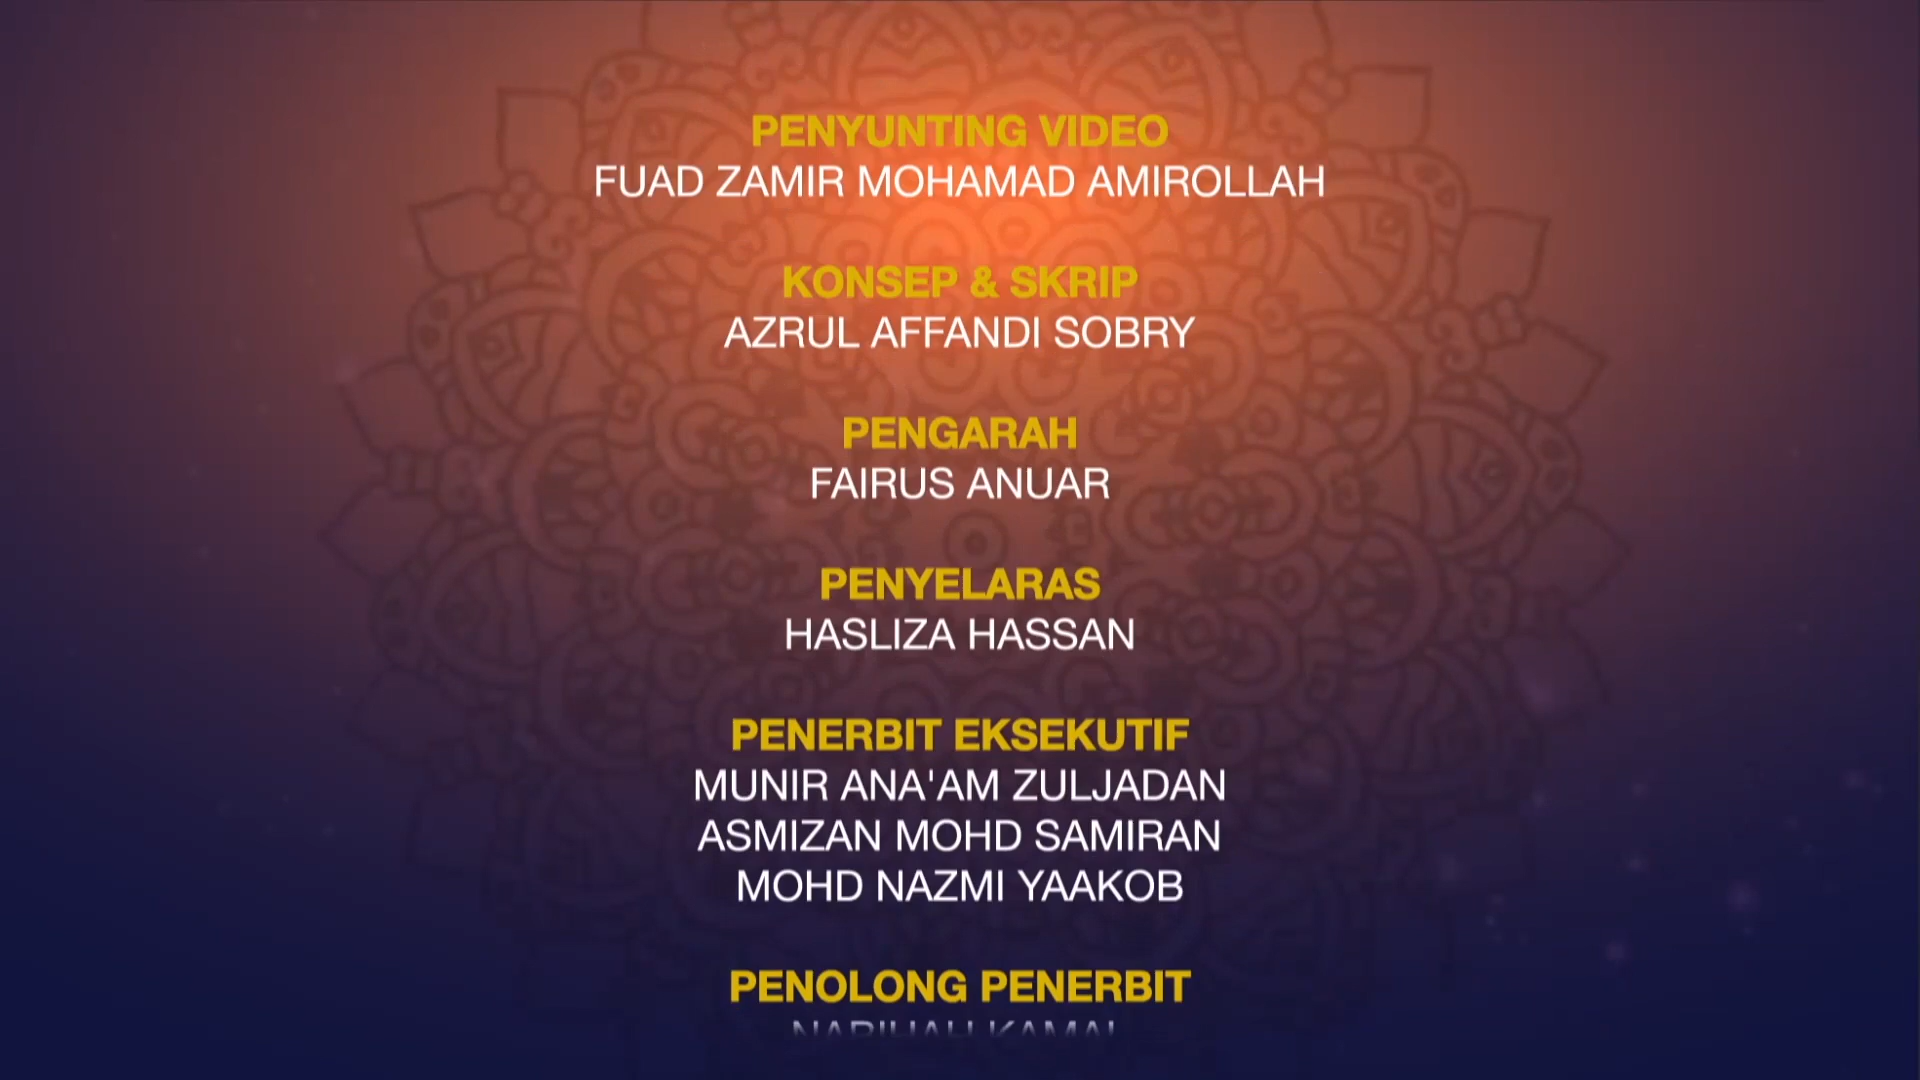 PENYUNTING VIDEO
FUAD ZAMIR MOHAMAD AMIROLLAH
KONSEP & SKRIP
AZRUL AFFANDI SOBRY
PENGARAH
FAIRUS ANUAR
PENYELARAS
HASLIZA HASSAN
PENERBIT EKSEKUTIF
MUNIR ANA'AM ZULJADAN
ASMIZAN MOHD SAMIRAN
MOHD NAZMI YAAKOB
PENOLONG PENERBIT